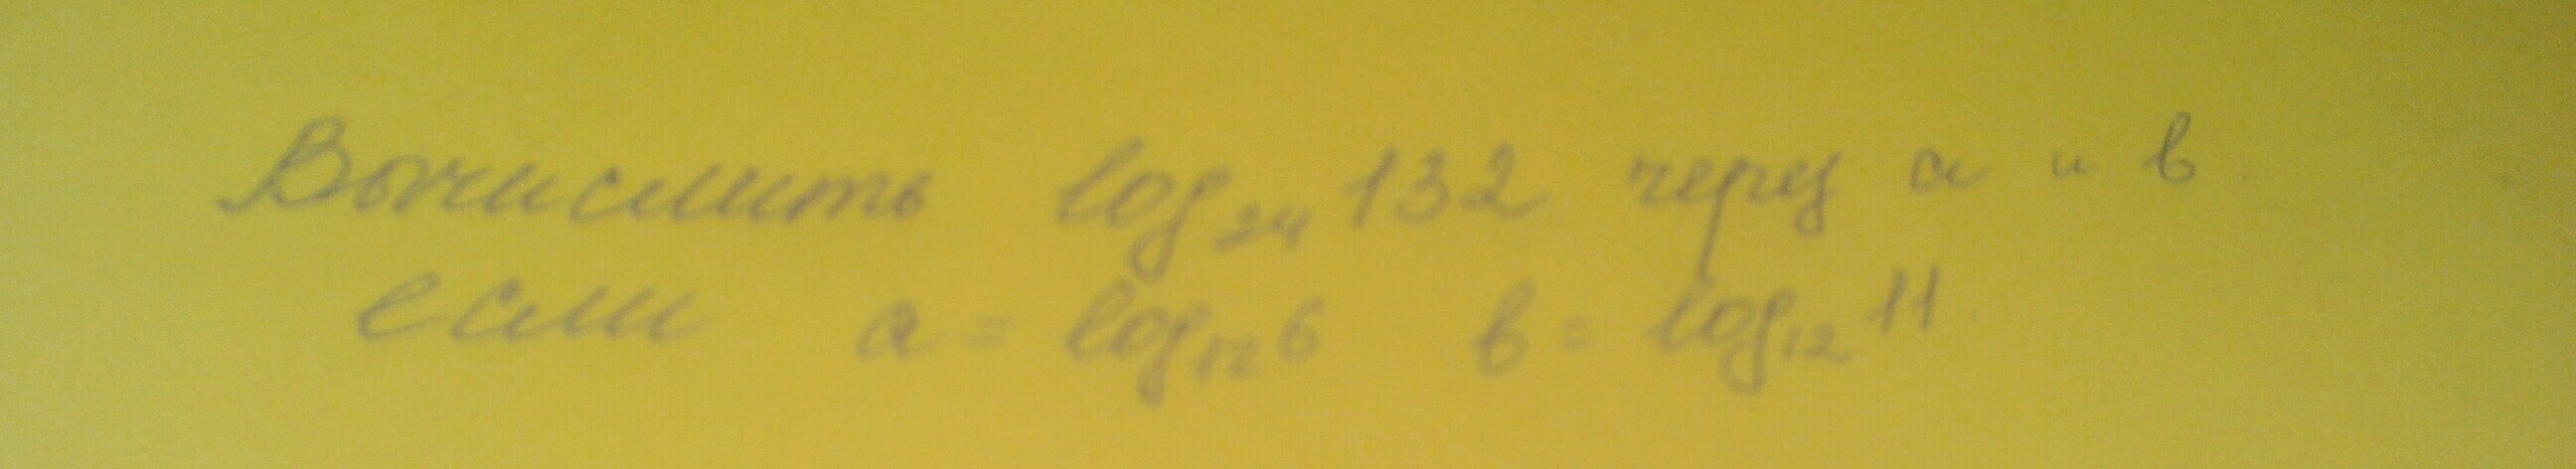 Вычислить log₂₄ 132 через а и в.
если а = log₁₂ 6 в = log₁₂ 11.